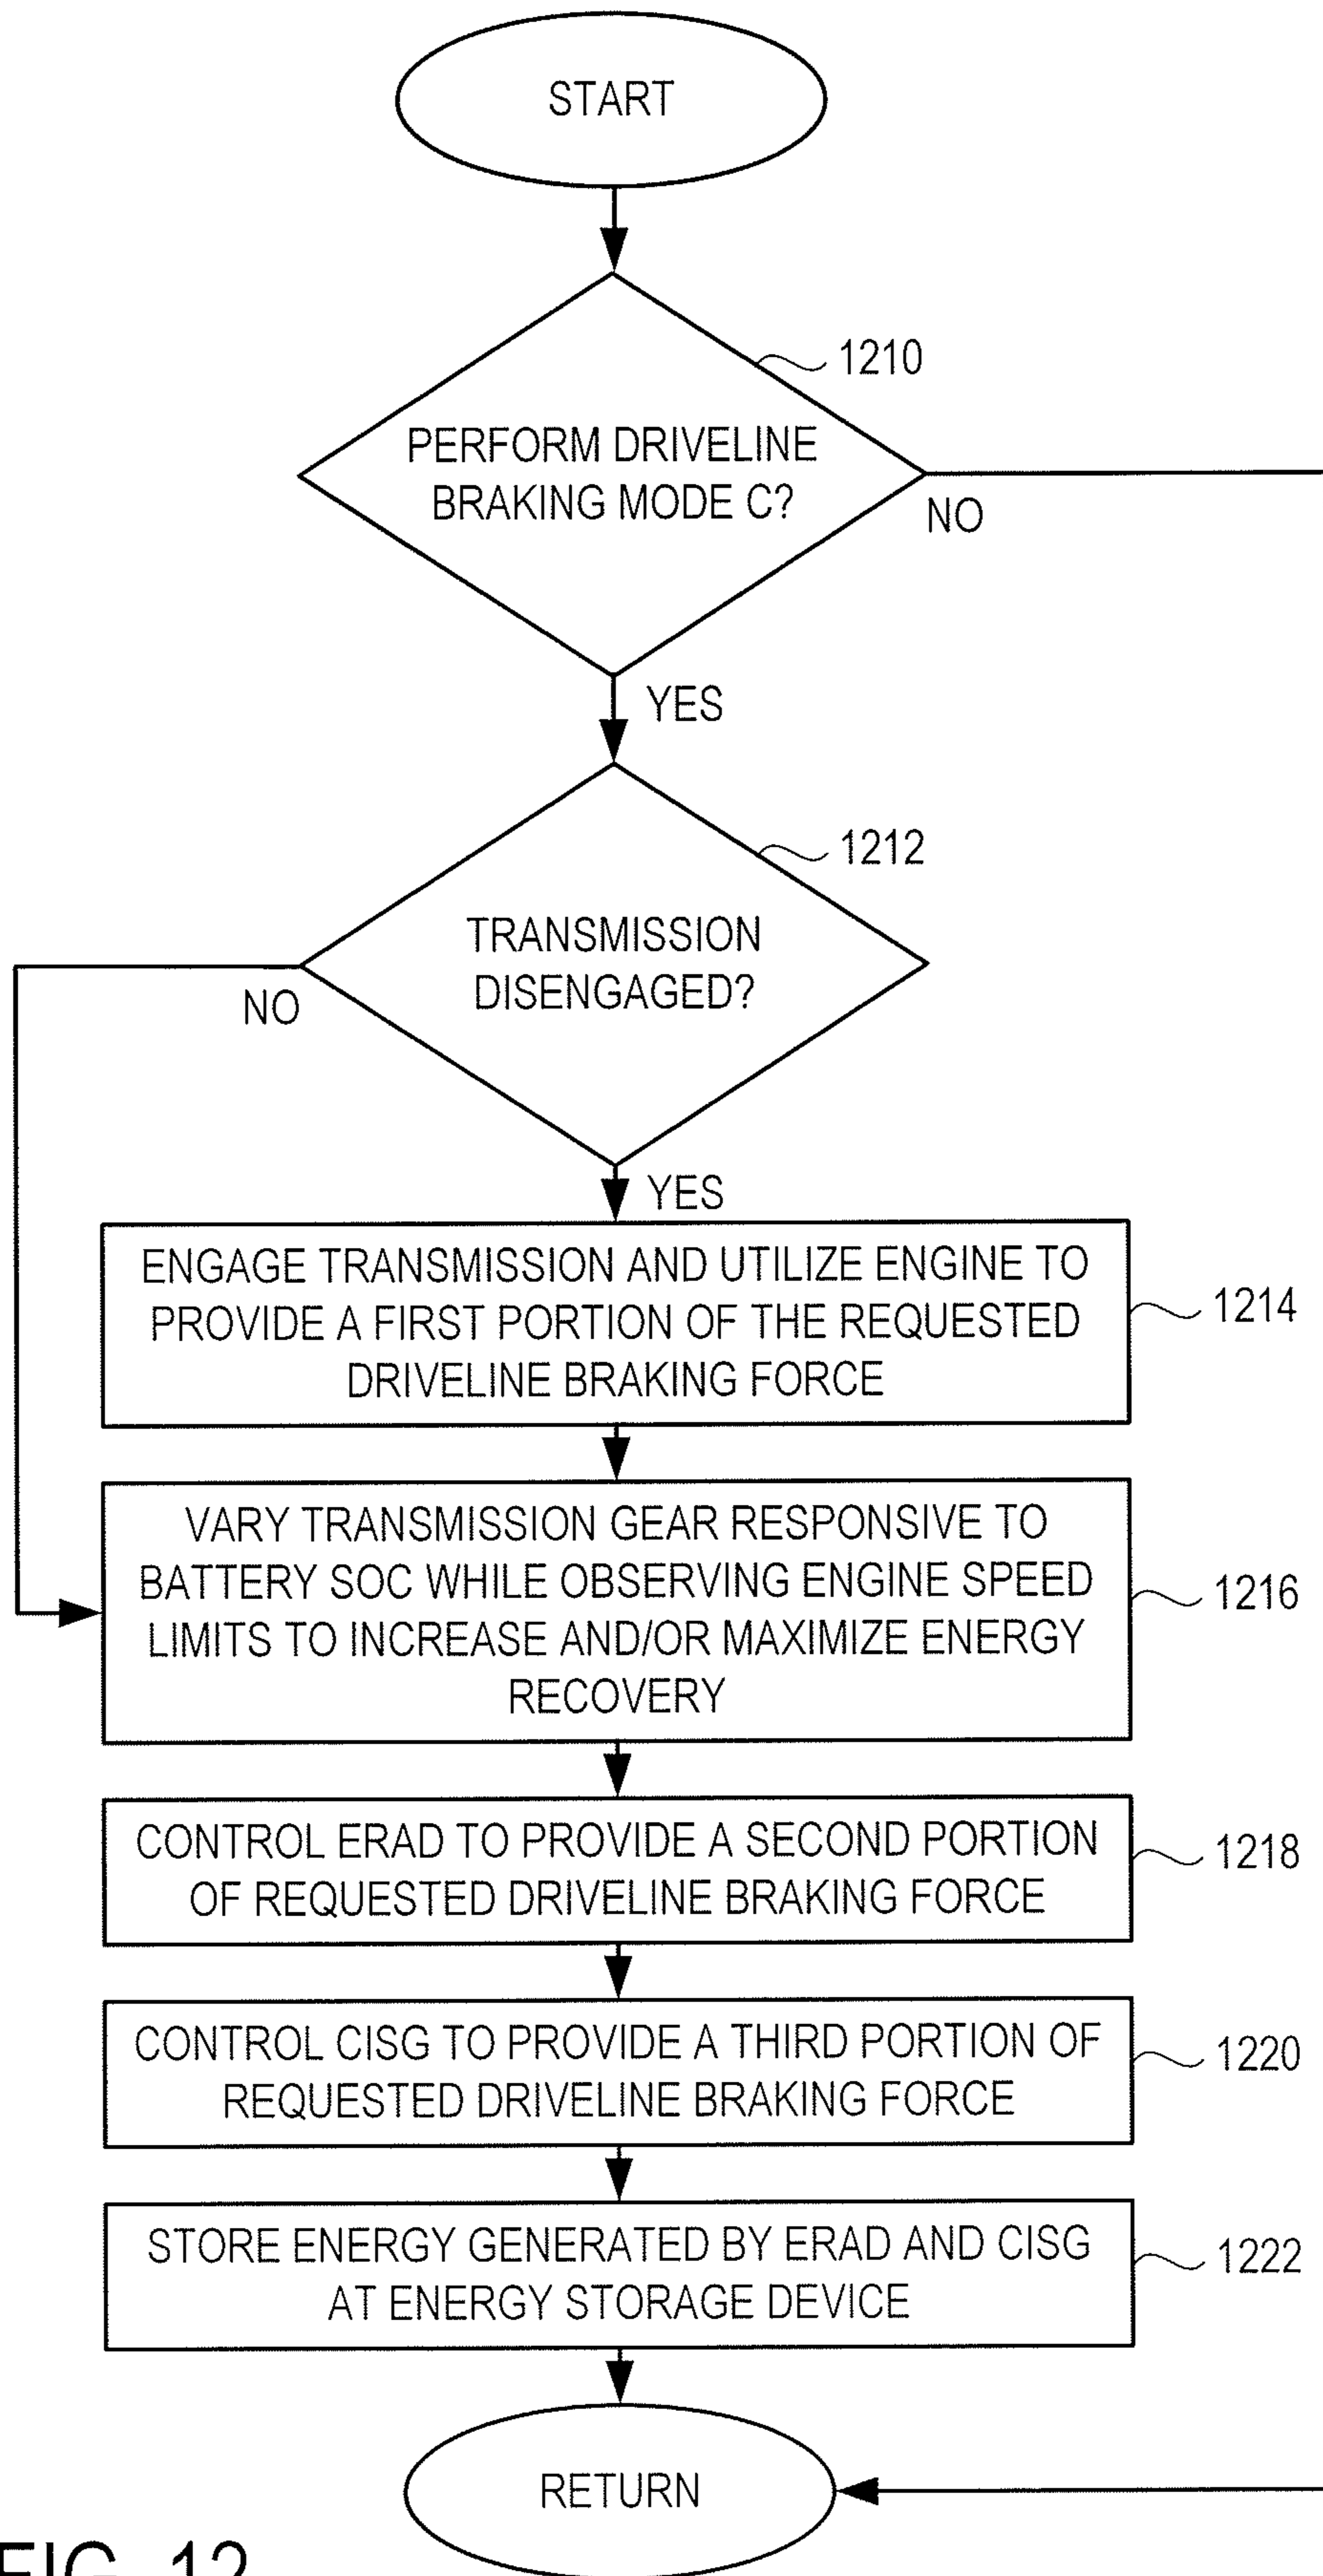 START
1210
PERFORM DRIVELINE
BRAKING MODE C?
NO
YES
1212
TRANSMISSION
DISENGAGED?
NO
YES
ENGAGE TRANSMISSION AND UTILIZE ENGINE TO
PROVIDE A FIRST PORTION OF THE REQUESTED
DRIVELINE BRAKING FORCE
1214
VARY TRANSMISSION GEAR RESPONSIVE TO
BATTERY SOC WHILE OBSERVING ENGINE SPEED
LIMITS TO INCREASE AND/OR MAXIMIZE ENERGY
RECOVERY
1216
CONTROL ERAD TO PROVIDE A SECOND PORTION
OF REQUESTED DRIVELINE BRAKING FORCE
1218
CONTROL CISG TO PROVIDE A THIRD PORTION OF
REQUESTED DRIVELINE BRAKING FORCE
1220
STORE ENERGY GENERATED BY ERAD AND CISG
AT ENERGY STORAGE DEVICE
1222
RETURN
FIG. 12